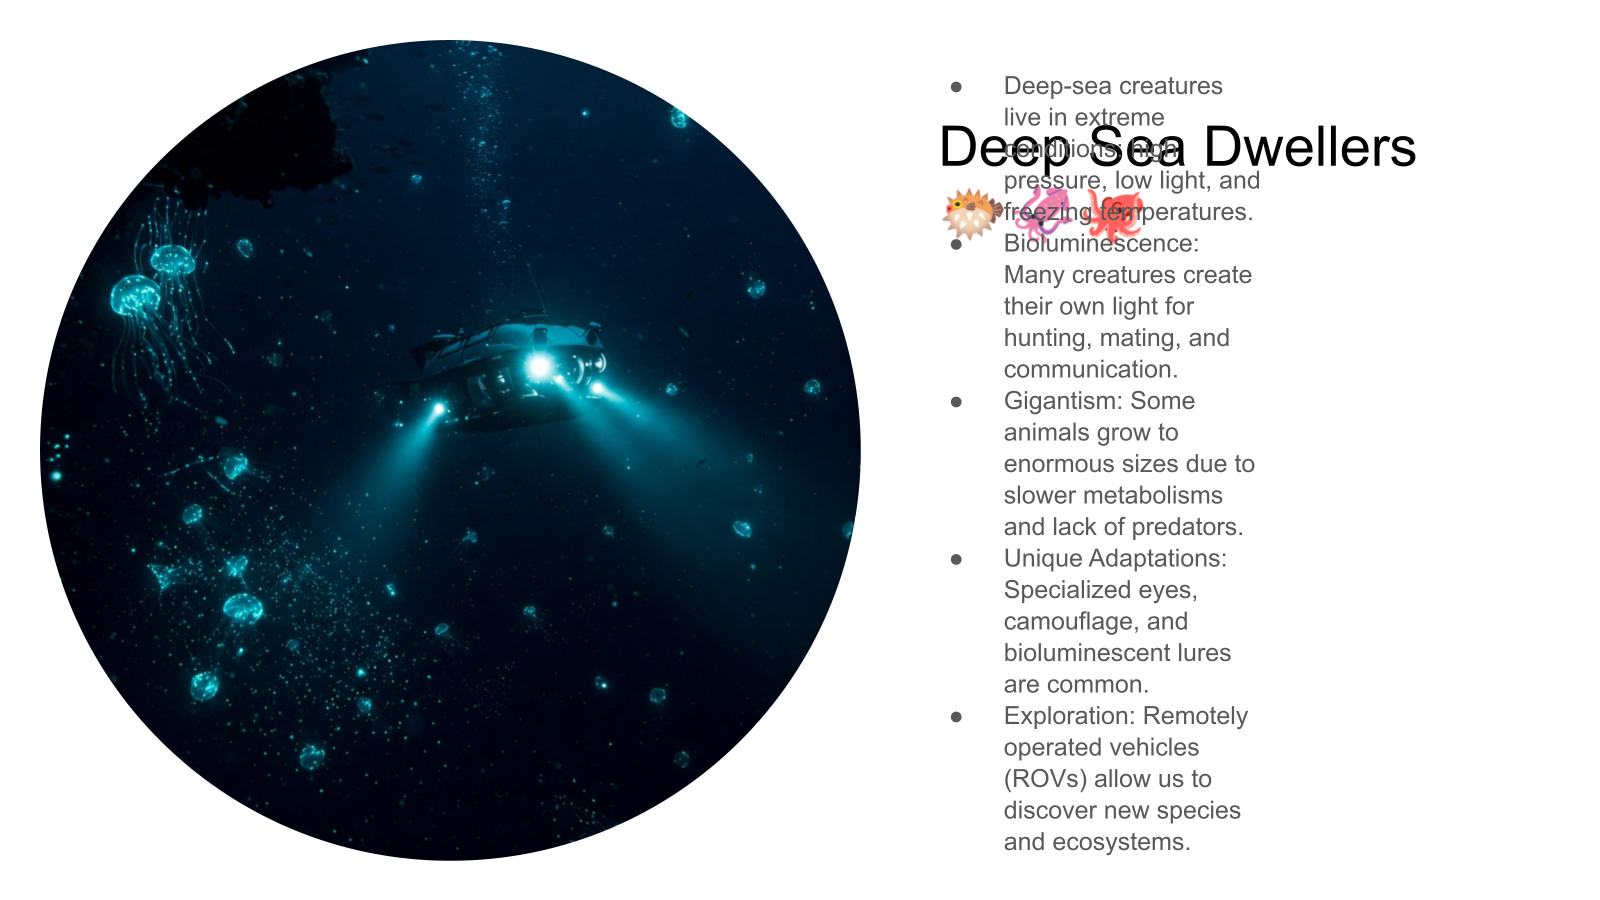 Deep Sea Dwellers
🐡🦑🐙
● Deep-sea creatures
live in extreme
conditions: high
pressure, low light, and
freezing temperatures.
● Bioluminescence:
Many creatures create
their own light for
hunting, mating, and
communication.
● Gigantism: Some
animals grow to
enormous sizes due to
slower metabolisms
and lack of predators.
● Unique Adaptations:
Specialized eyes,
camouflage, and
bioluminescent lures
are common.
● Exploration: Remotely
operated vehicles
(ROVs) allow us to
discover new species
and ecosystems.